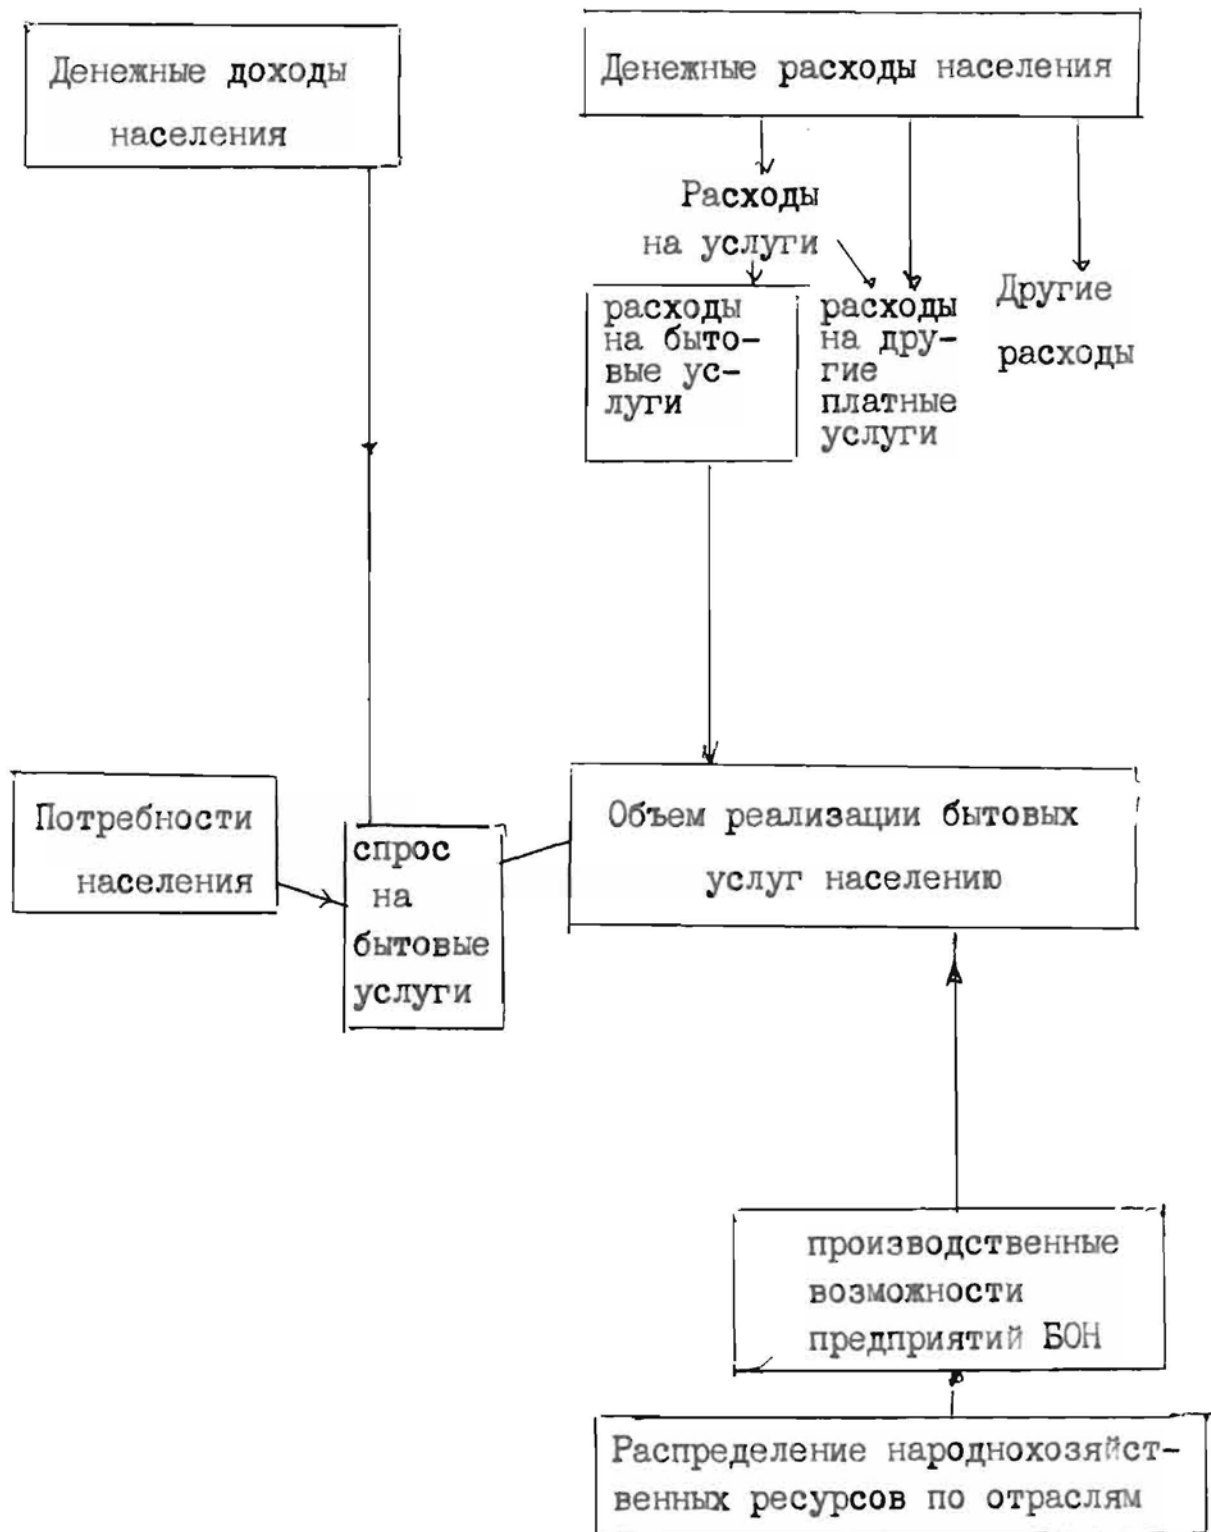 Денежные доходы
населения
Денежные расходы населения
Расходы
на услуги
расходы
на быто-
вые ус-
луги
расходы
на дру-
гие
платные
услуги
Другие
расходы
Потребности
населения
спрос
на
бытовые
услуги
Объем реализации бытовых
услуг населению
производственные
возможности
предприятий БОН
Распределение народнохозяйст-
венных ресурсов по отраслям